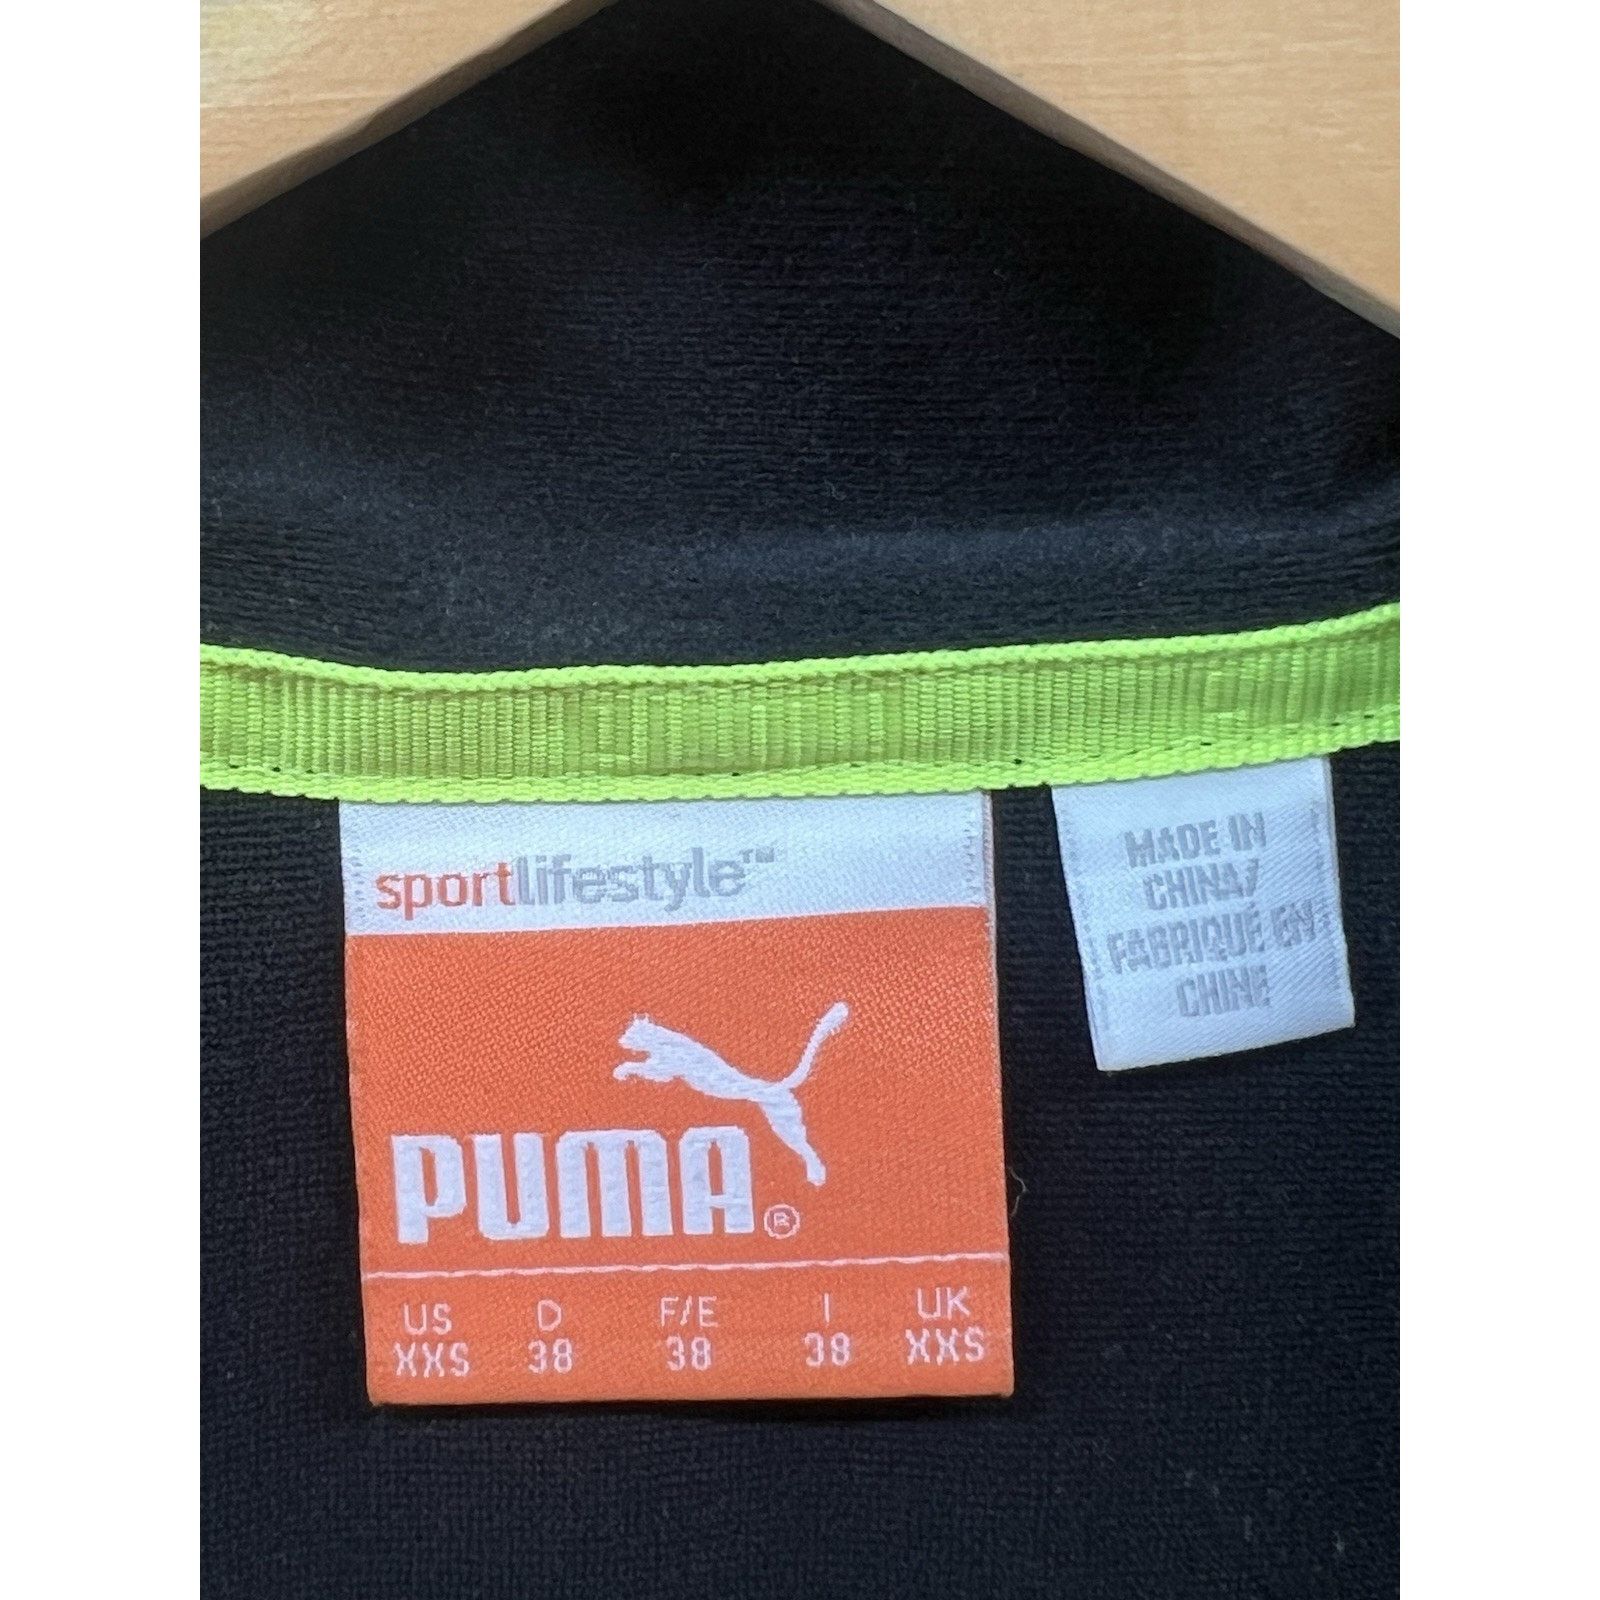 sportlifestyle™
PUMA®
US D F/E I UK
XXS 38 38 38 XXS
MADE IN
CHINA/
FABRIQUÉ EN
CHINE